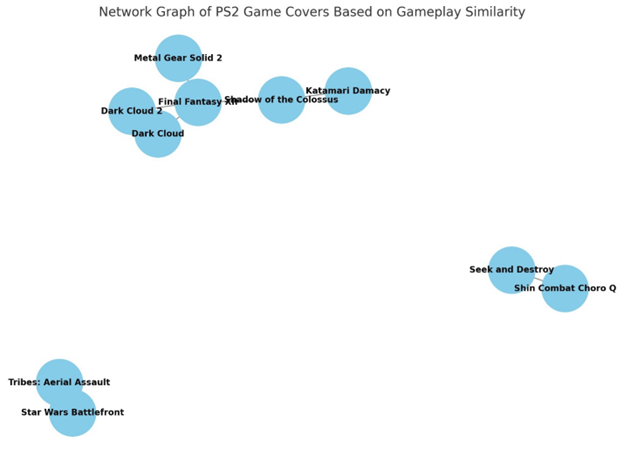 Network Graph of PS2 Game Covers Based on Gameplay Similarity
Metal Gear Solid 2
Katamari Damacy
Final Fantasy XII
Shadow of the Colossus
Dark Cloud 2
Dark Cloud
Seek and Destroy
Shin Combat Choro Q
Tribes: Aerial Assault
Star Wars Battlefront